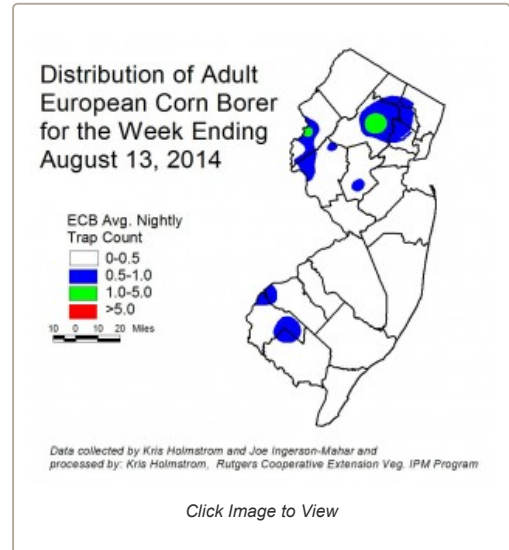 Distribution of Adult
European Corn Borer
for the Week Ending
August 13, 2014
ECB Avg. Nightly
Trap Count
0-0.5
0.5-1.0
1.0-5.0
>5.0
10 0 10 20 Miles
Data collected by Kris Holmstrom and Joe Ingerson-Mahar and
processed by: Kris Holmstrom, Rutgers Cooperative Extension Veg. IPM Program
Click Image to View